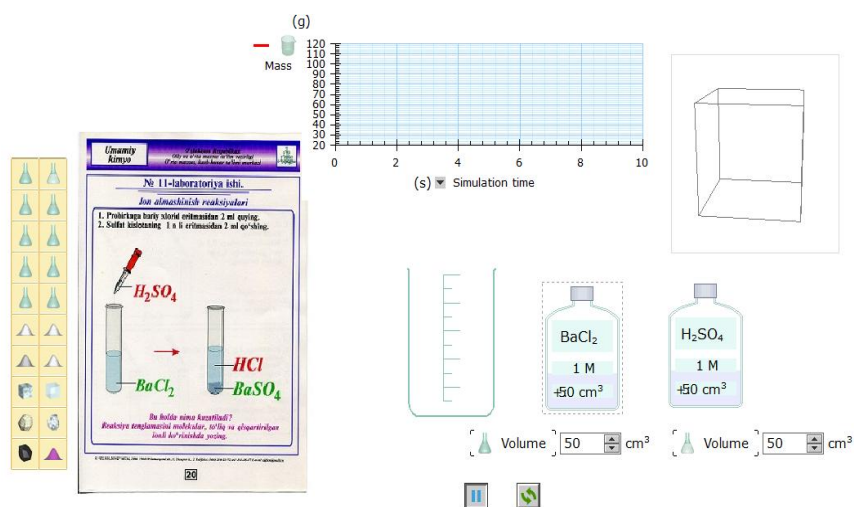 (g)
Mass
120
110
100
90
80
70
60
50
40
30
20
0
2
4
6
8
10
(s) Simulation time
Umumiy
kimyo
№ 11-laboratoriya ishi.
Ion almashinish reaksiyalari
1. Probirkaga bariy xlorid eritmasidan 2 ml quying.
2. Sulfat kislotaning 1 n li eritmasidan 2 ml qo'shing.
H₂SO₄
HCl
BaCl₂
BaSO₄
Bu holda nima kuzatiladi?
Reaksiya tenglamasini molekular, to'liq va qisqartirilgan
ionli ko'rinishda yozing.
20
BaCl₂
1 M
50 cm³
H₂SO₄
1 M
50 cm³
Volume 50 cm³
Volume 50 cm³